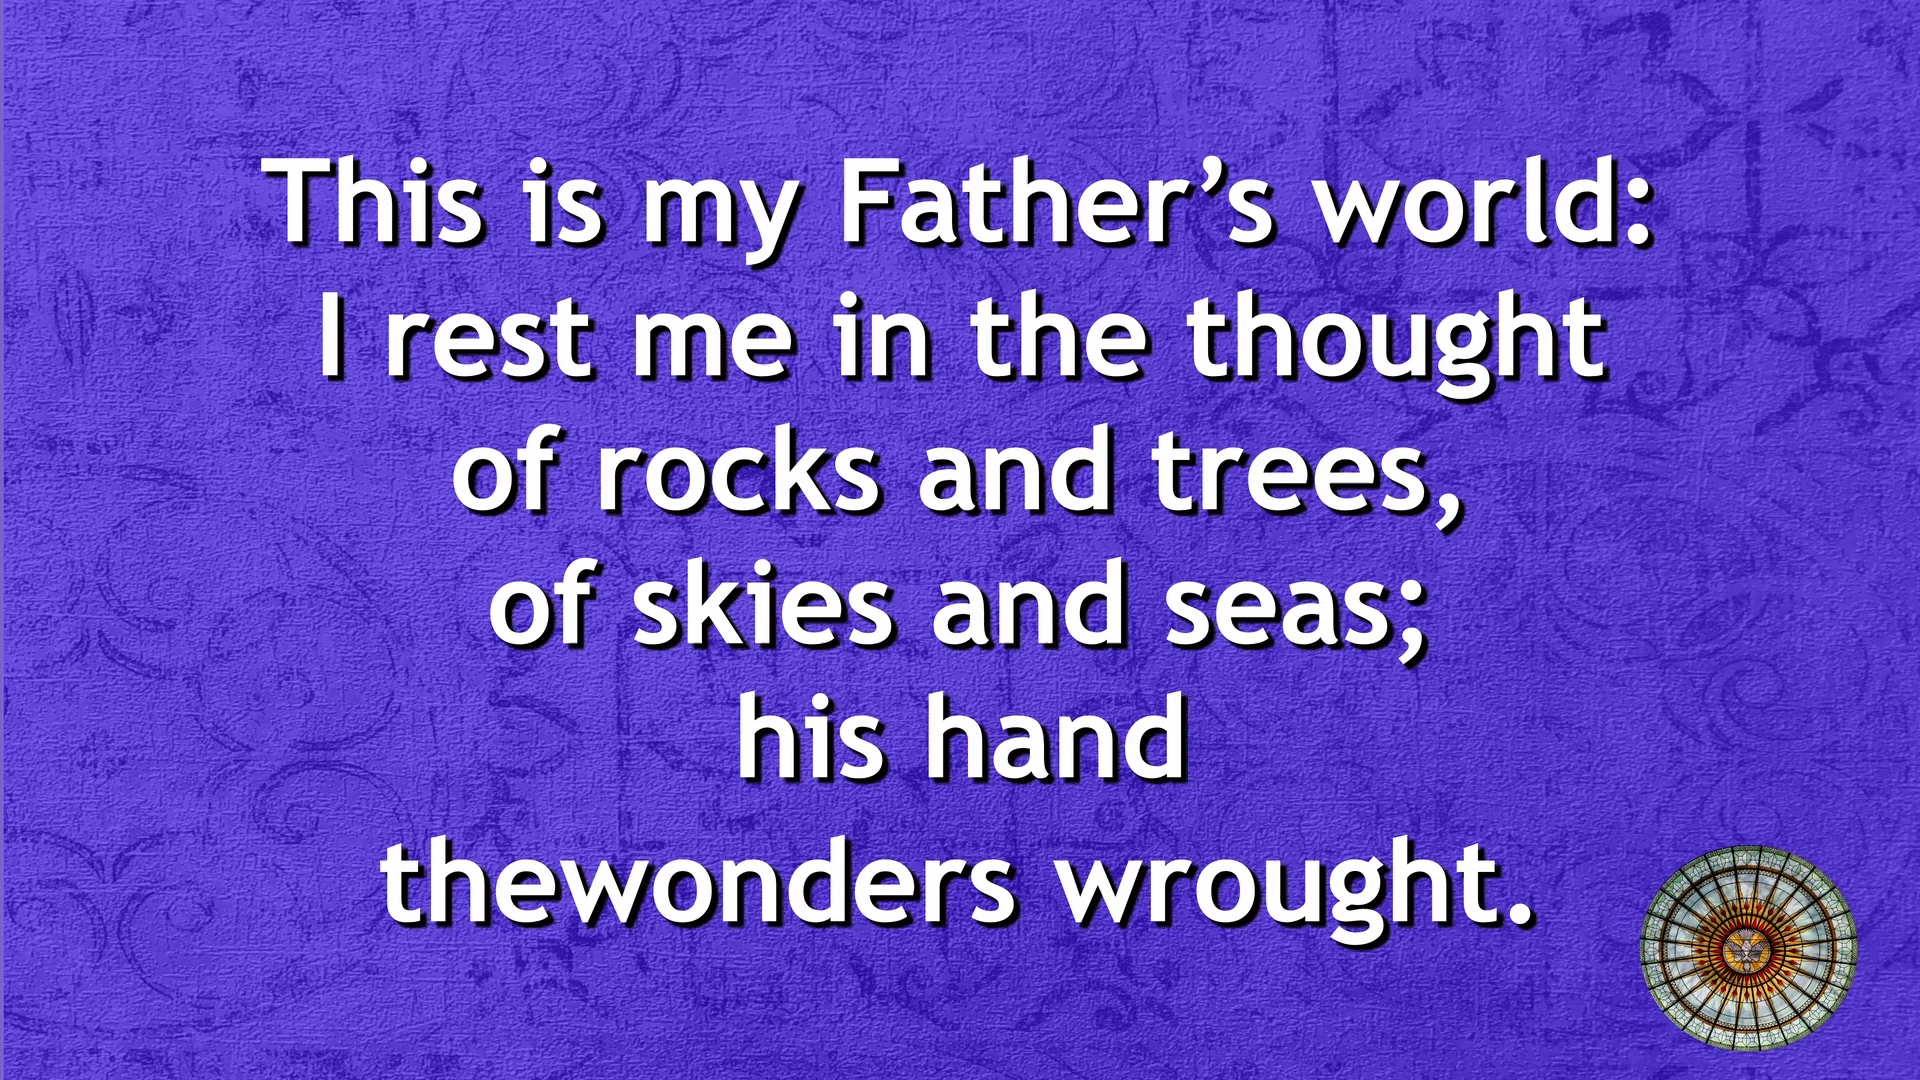 This is my Father’s world:
I rest me in the thought
of rocks and trees,
of skies and seas;
his hand
thewonders wrought.